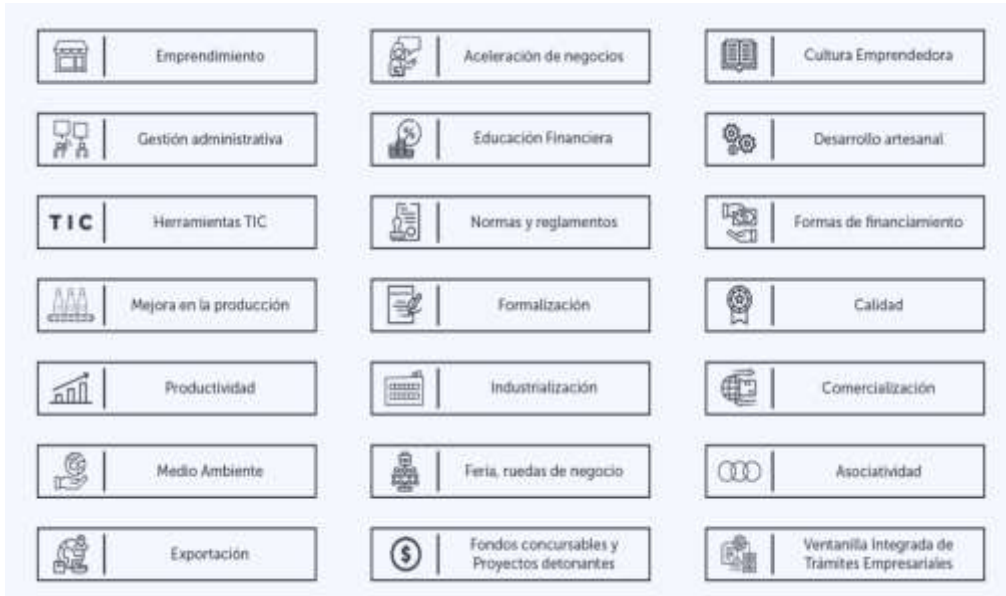 Emprendimiento
Aceleración de negocios
Cultura Emprendedora
Gestión administrativa
Educación Financiera
Desarrollo artesanal
TIC
Herramientas TIC
Normas y reglamentos
Formas de financiamiento
Mejora en la producción
Formalización
Calidad
Productividad
Industrialización
Comercialización
Medio Ambiente
Feria, ruedas de negocio
Asociatividad
Exportación
Fondos concursables y
Proyectos detonantes
Ventanilla Integrada de
Trámites Empresariales